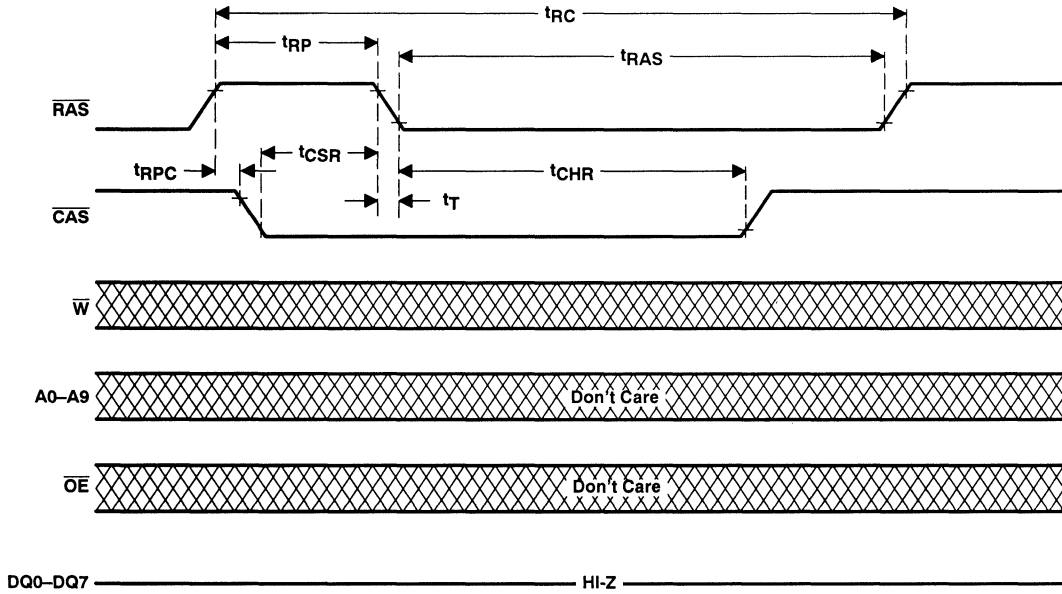 tRC
tRP
tRAS
RAS
tCSR
tRPC
tCHR
tT
CAS
W
A0–A9
Don't Care
OE
Don't Care
DQ0–DQ7
HI-Z